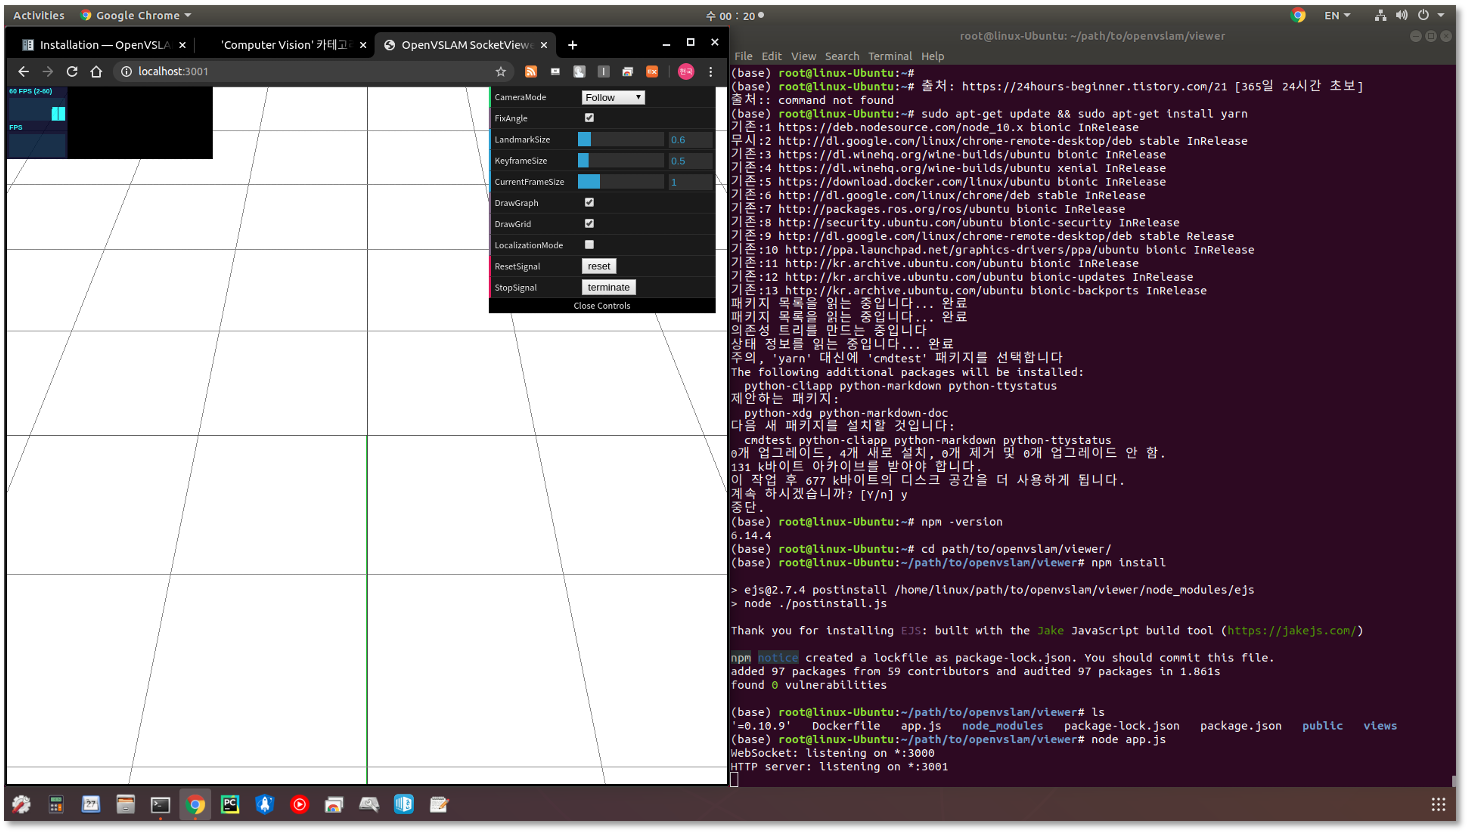 Activities
Google Chrome
수 00 : 20
EN
Installation — OpenVSLA
'Computer Vision' 카테고
OpenVSLAM SocketViewe
localhost:3001
60 FPS (2-60)
FPS
CameraMode
Follow
FixAngle
LandmarkSize
0.6
KeyframeSize
0.5
CurrentFrameSize
1
DrawGraph
DrawGrid
LocalizationMode
ResetSignal
reset
StopSignal
terminate
Close Controls
root@linux-Ubuntu: ~/path/to/openvslam/viewer
File Edit View Search Terminal Help
(base) root@linux-Ubuntu:~#
(base) root@linux-Ubuntu:~# 출처: https://24hours-beginner.tistory.com/21 [365일 24시간 초보]
출처:: command not found
(base) root@linux-Ubuntu:~# sudo apt-get update && sudo apt-get install yarn
기존:1 https://deb.nodesource.com/node_10.x bionic InRelease
무시:2 http://dl.google.com/linux/chrome-remote-desktop/deb stable InRelease
기존:3 https://dl.winehq.org/wine-builds/ubuntu bionic InRelease
기존:4 https://dl.winehq.org/wine-builds/ubuntu xenial InRelease
기존:5 https://download.docker.com/linux/ubuntu bionic InRelease
기존:6 http://dl.google.com/linux/chrome/deb stable InRelease
기존:7 http://packages.ros.org/ros/ubuntu bionic InRelease
기존:8 http://security.ubuntu.com/ubuntu bionic-security InRelease
기존:9 http://dl.google.com/linux/chrome-remote-desktop/deb stable Release
기존:10 http://ppa.launchpad.net/graphics-drivers/ppa/ubuntu bionic InRelease
기존:11 http://kr.archive.ubuntu.com/ubuntu bionic InRelease
기존:12 http://kr.archive.ubuntu.com/ubuntu bionic-updates InRelease
기존:13 http://kr.archive.ubuntu.com/ubuntu bionic-backports InRelease
패키지 목록을 읽는 중입니다... 완료
패키지 목록을 읽는 중입니다... 완료
의존성 트리를 만드는 중입니다
상태 정보를 읽는 중입니다... 완료
주의, 'yarn' 대신에 'cmdtest' 패키지를 선택합니다
The following additional packages will be installed:
python-cliapp python-markdown python-ttystatus
제안하는 패키지:
python-xdg python-markdown-doc
다음 새 패키지를 설치할 것입니다:
cmdtest python-cliapp python-markdown python-ttystatus
0개 업그레이드, 4개 새로 설치, 0개 제거 및 0개 업그레이드 안 함.
131 k바이트 아카이브를 받아야 합니다.
이 작업 후 677 k바이트의 디스크 공간을 더 사용하게 됩니다.
계속 하시겠습니까? [Y/n] y
중단.
(base) root@linux-Ubuntu:~# npm -version
6.14.4
(base) root@linux-Ubuntu:~# cd path/to/openvslam/viewer/
(base) root@linux-Ubuntu:~/path/to/openvslam/viewer# npm install
> ejs@2.7.4 postinstall /home/linux/path/to/openvslam/viewer/node_modules/ejs
> node ./postinstall.js
Thank you for installing EJS: built with the Jake JavaScript build tool (https://jakejs.com/)
npm notice created a lockfile as package-lock.json. You should commit this file.
added 97 packages from 59 contributors and audited 97 packages in 1.861s
found 0 vulnerabilities
(base) root@linux-Ubuntu:~/path/to/openvslam/viewer# ls
'=0.10.9' Dockerfile app.js node_modules package-lock.json package.json public views
(base) root@linux-Ubuntu:~/path/to/openvslam/viewer# node app.js
WebSocket: listening on *:3000
HTTP server: listening on *:3001